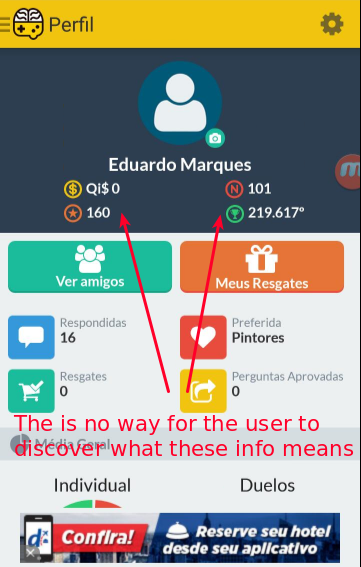 Perfil
Eduardo Marques
$ Qi$ 0
N 101
160
219.617º
Ver amigos
Meus Resgates
Respondidas
16
Preferida
Pintores
Resgates
0
Perguntas Aprovadas
0
The is no way for the user to
discover what these info means
Média Geral
Individual
Duelos
d
Confira!
Reserve seu hotel
desde seu aplicativo